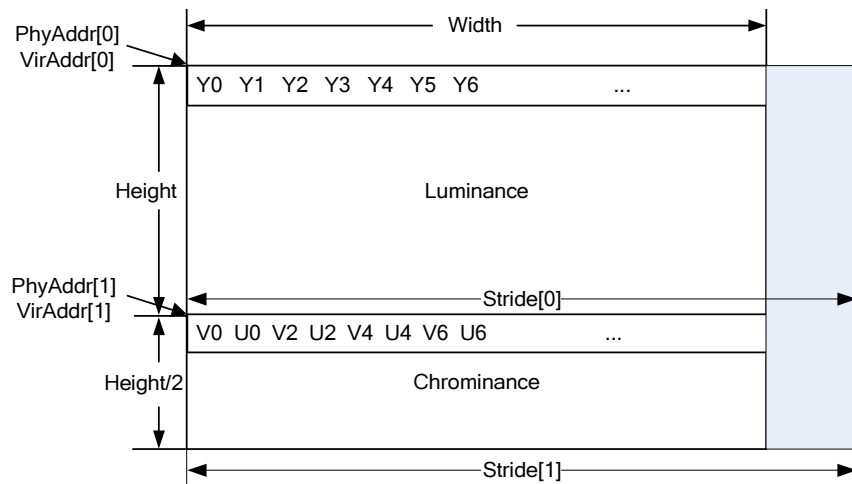 Width
PhyAddr[0]
VirAddr[0]
Y0 Y1 Y2 Y3 Y4 Y5 Y6 ...
Height
Luminance
PhyAddr[1]
VirAddr[1]
Stride[0]
V0 U0 V2 U2 V4 U4 V6 U6 ...
Height/2
Chrominance
Stride[1]